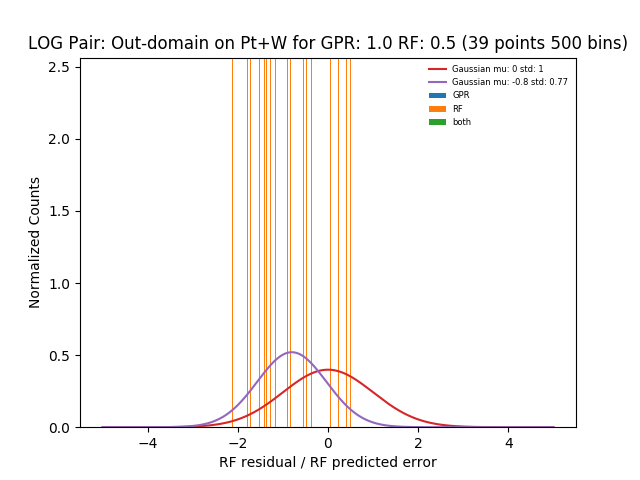 LOG Pair: Out-domain on Pt+W for GPR: 1.0 RF: 0.5 (39 points 500 bins)
Gaussian mu: 0 std: 1
Gaussian mu: -0.8 std: 0.77
GPR
RF
both
Normalized Counts
2.5
2.0
1.5
1.0
0.5
0.0
−4 −2 0 2 4
RF residual / RF predicted error